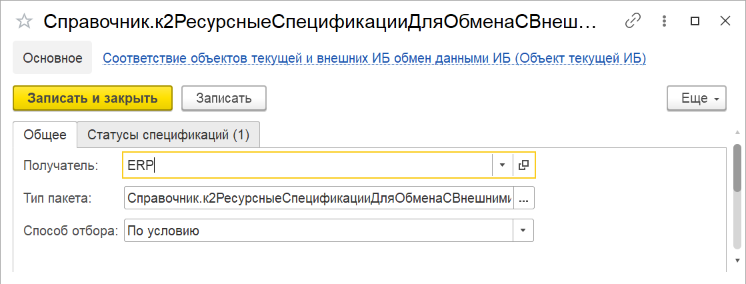 Справочник.к2РесурсныеСпецификацииДляОбменаСВнеш...
Основное Соответствие объектов текущей и внешних ИБ обмен данными ИБ (Объект текущей ИБ)
Записать и закрыть Записать Еще
Общее Статусы спецификаций (1)
Получатель: ERP
Тип пакета: Справочник.к2РесурсныеСпецификацииДляОбменаСВнешними ...
Способ отбора: По условию